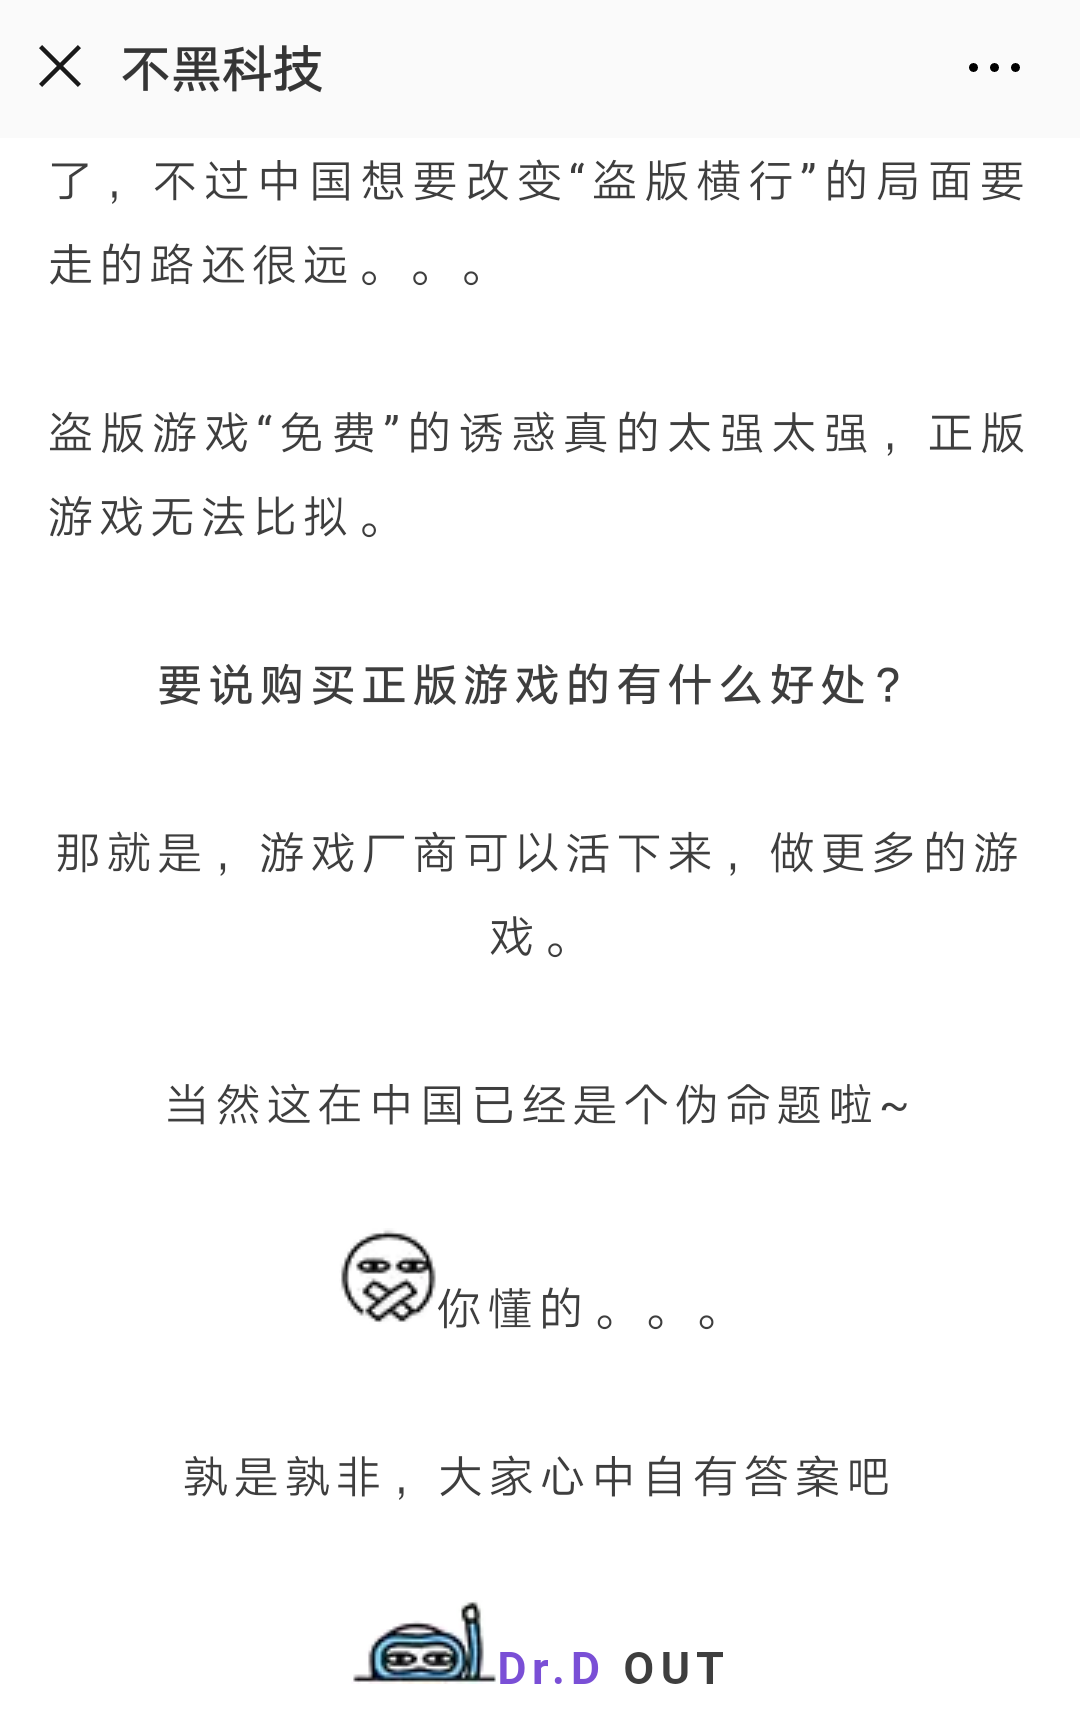 不黑科技
了，不过中国想要改变“盗版横行”的局面要
走的路还很远。。。
盗版游戏“免费”的诱惑真的太强太强，正版
游戏无法比拟。
要说购买正版游戏的有什么好处？
那就是，游戏厂商可以活下来，做更多的游
戏。
当然这在中国已经是个伪命题啦~
你懂的。。。
孰是孰非，大家心中自有答案吧
Dr.D OUT